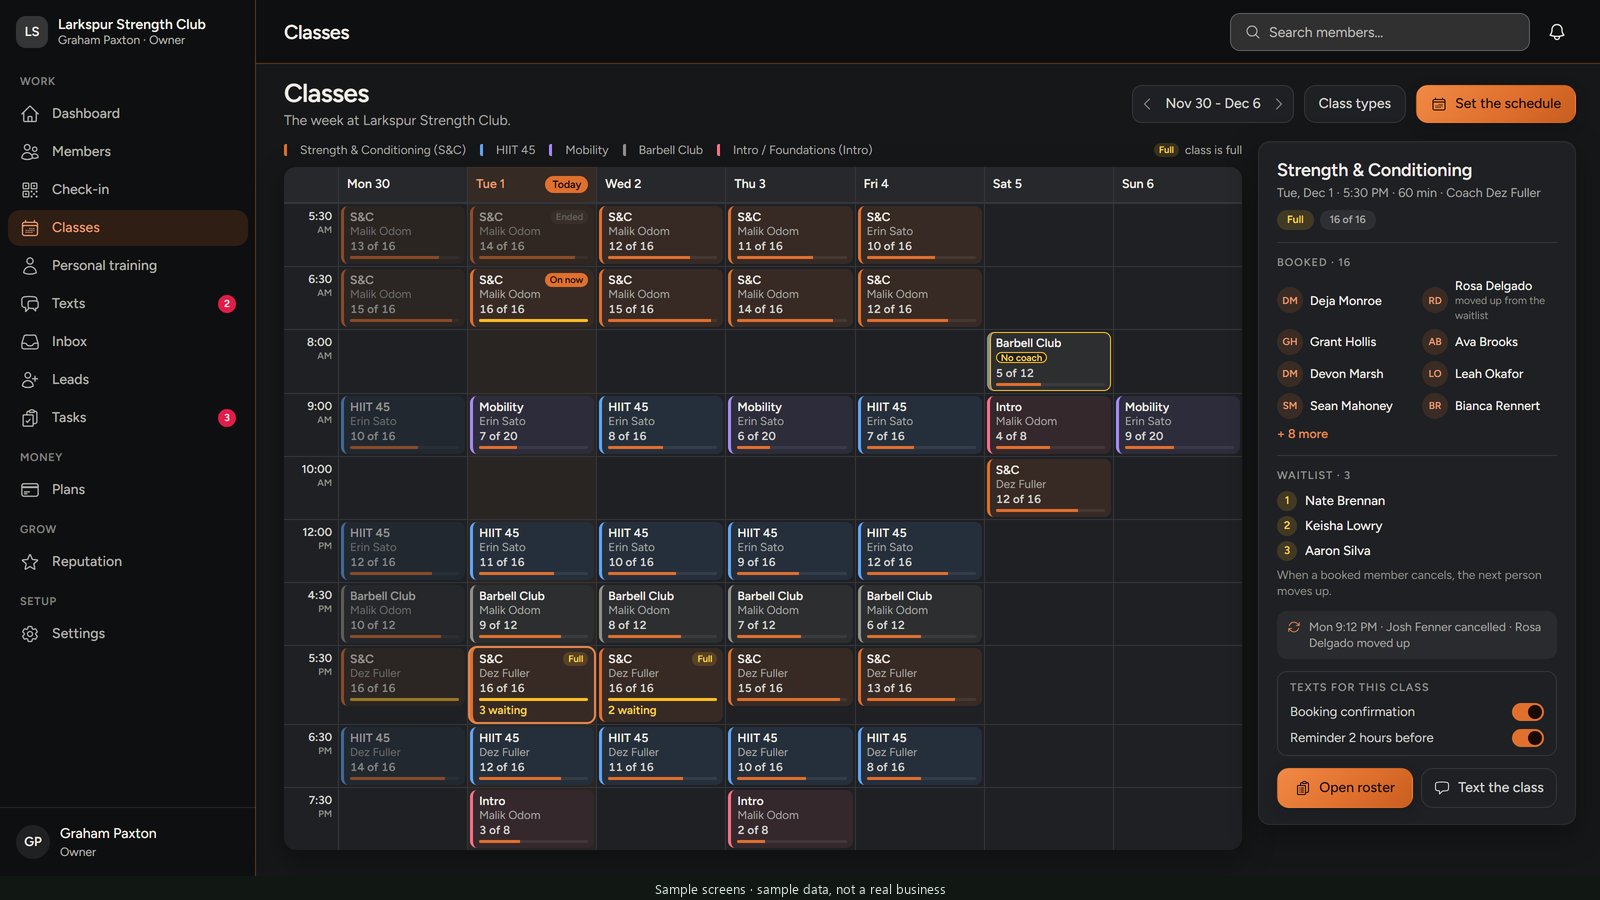 LS
Larkspur Strength Club
Graham Paxton · Owner
WORK
Dashboard
Members
Check-in
Classes
Personal training
Texts
2
Inbox
Leads
Tasks
3
MONEY
Plans
GROW
Reputation
SETUP
Settings
GP
Graham Paxton
Owner
Classes
Search members...
Classes
The week at Larkspur Strength Club.
Nov 30 - Dec 6
Class types
Set the schedule
Strength & Conditioning (S&C)
HIIT 45
Mobility
Barbell Club
Intro / Foundations (Intro)
Full class is full
Mon 30
Tue 1 Today
Wed 2
Thu 3
Fri 4
Sat 5
Sun 6
5:30 AM
S&C
Malik Odom
13 of 16
S&C Ended
Malik Odom
14 of 16
S&C
Malik Odom
12 of 16
S&C
Malik Odom
11 of 16
S&C
Erin Sato
10 of 16
6:30 AM
S&C
Malik Odom
15 of 16
S&C On now
Malik Odom
16 of 16
S&C
Malik Odom
15 of 16
S&C
Malik Odom
14 of 16
S&C
Malik Odom
12 of 16
8:00 AM
Barbell Club
No coach
5 of 12
9:00 AM
HIIT 45
Erin Sato
10 of 16
Mobility
Erin Sato
7 of 20
HIIT 45
Erin Sato
8 of 16
Mobility
Erin Sato
6 of 20
HIIT 45
Erin Sato
7 of 16
Intro
Malik Odom
4 of 8
Mobility
Erin Sato
9 of 20
10:00 AM
S&C
Dez Fuller
12 of 16
12:00 PM
HIIT 45
Erin Sato
12 of 16
HIIT 45
Erin Sato
11 of 16
HIIT 45
Erin Sato
10 of 16
HIIT 45
Erin Sato
9 of 16
HIIT 45
Erin Sato
12 of 16
4:30 PM
Barbell Club
Malik Odom
10 of 12
Barbell Club
Malik Odom
9 of 12
Barbell Club
Malik Odom
8 of 12
Barbell Club
Malik Odom
7 of 12
Barbell Club
Malik Odom
6 of 12
5:30 PM
S&C
Dez Fuller
16 of 16
S&C Full
Dez Fuller
16 of 16
3 waiting
S&C Full
Dez Fuller
16 of 16
2 waiting
S&C
Dez Fuller
15 of 16
S&C
Dez Fuller
13 of 16
6:30 PM
HIIT 45
Dez Fuller
14 of 16
HIIT 45
Dez Fuller
12 of 16
HIIT 45
Dez Fuller
11 of 16
HIIT 45
Dez Fuller
10 of 16
HIIT 45
Dez Fuller
8 of 16
7:30 PM
Intro
Malik Odom
3 of 8
Intro
Malik Odom
2 of 8
Strength & Conditioning
Tue, Dec 1 · 5:30 PM · 60 min · Coach Dez Fuller
Full
16 of 16
BOOKED · 16
DM Deja Monroe
RD Rosa Delgado
moved up from the
waitlist
GH Grant Hollis
AB Ava Brooks
DM Devon Marsh
LO Leah Okafor
SM Sean Mahoney
BR Bianca Rennert
+ 8 more
WAITLIST · 3
1 Nate Brennan
2 Keisha Lowry
3 Aaron Silva
When a booked member cancels, the next person
moves up.
Mon 9:12 PM · Josh Fenner cancelled · Rosa
Delgado moved up
TEXTS FOR THIS CLASS
Booking confirmation
Reminder 2 hours before
Open roster
Text the class
Sample screens · sample data, not a real business